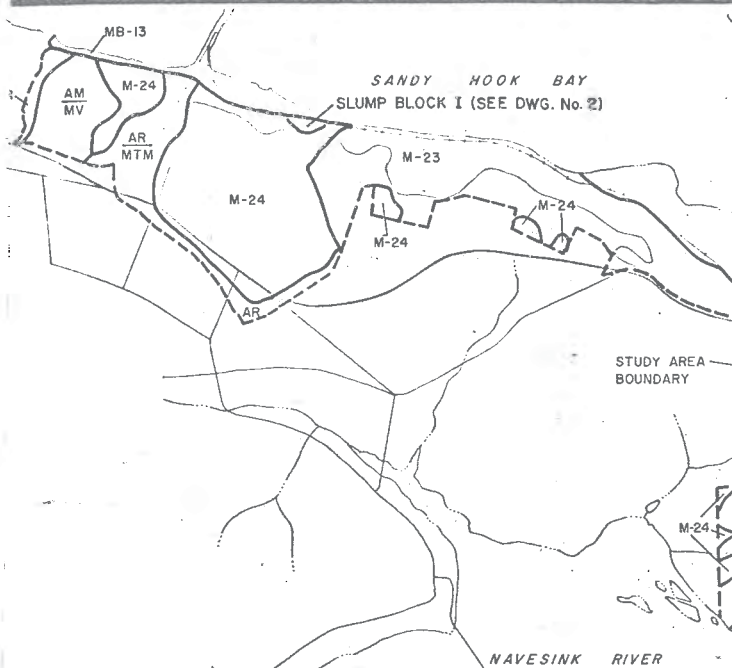 MB-13
SANDY HOOK BAY
SLUMP BLOCK I (SEE DWG. No. 2)
AM
MV
M-24
AR
MTM
M-23
M-24
M-24
M-24
AR
STUDY AREA
BOUNDARY
M-24
NAVESINK RIVER